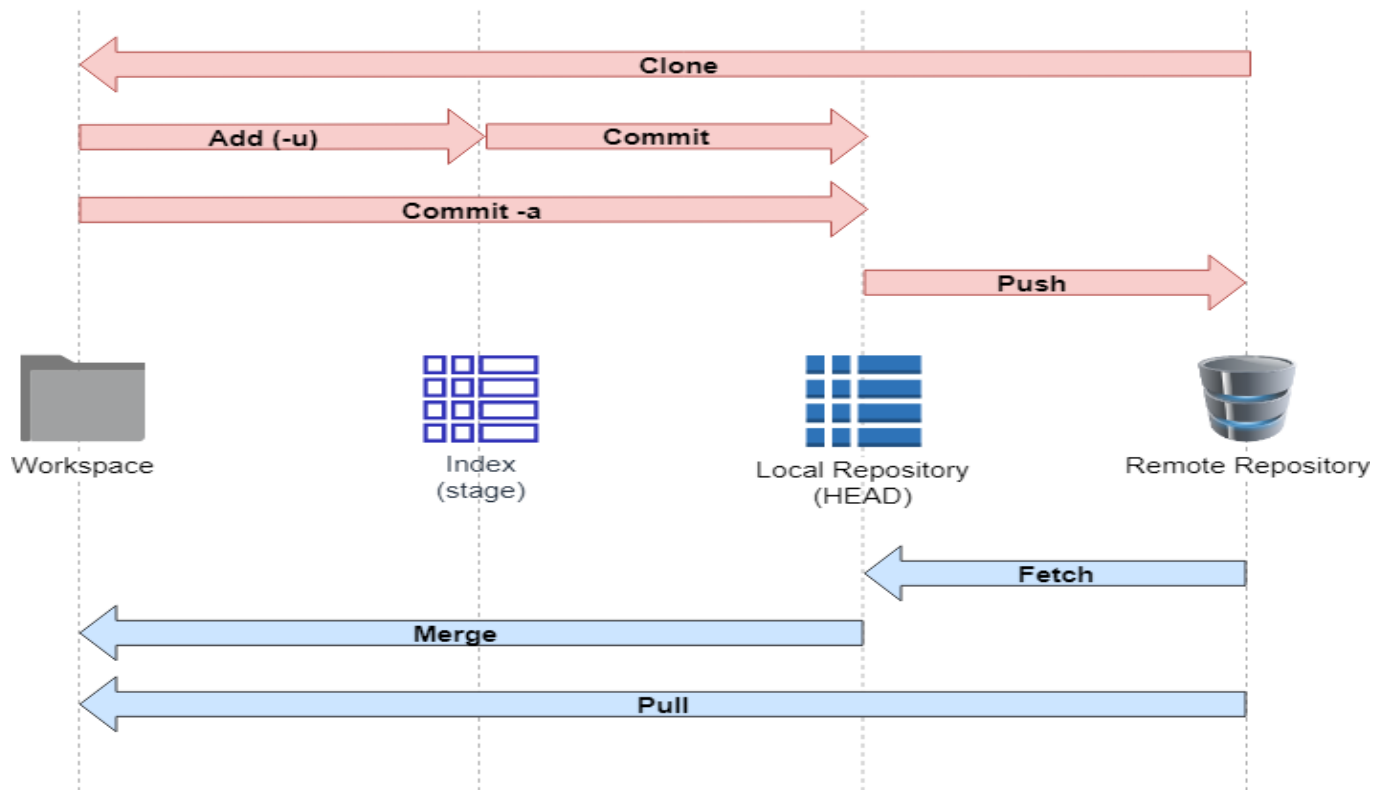 Clone
Add (-u)
Commit
Commit -a
Push
Workspace
Index
(stage)
Local Repository
(HEAD)
Remote Repository
Fetch
Merge
Pull